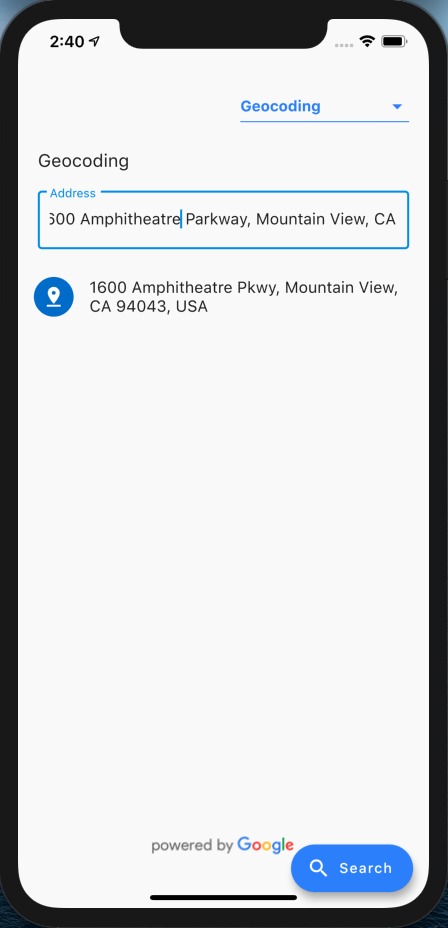 2:40
Geocoding
Geocoding
Address
600 Amphitheatre Parkway, Mountain View, CA
1600 Amphitheatre Pkwy, Mountain View,
CA 94043, USA
powered by Google
Search